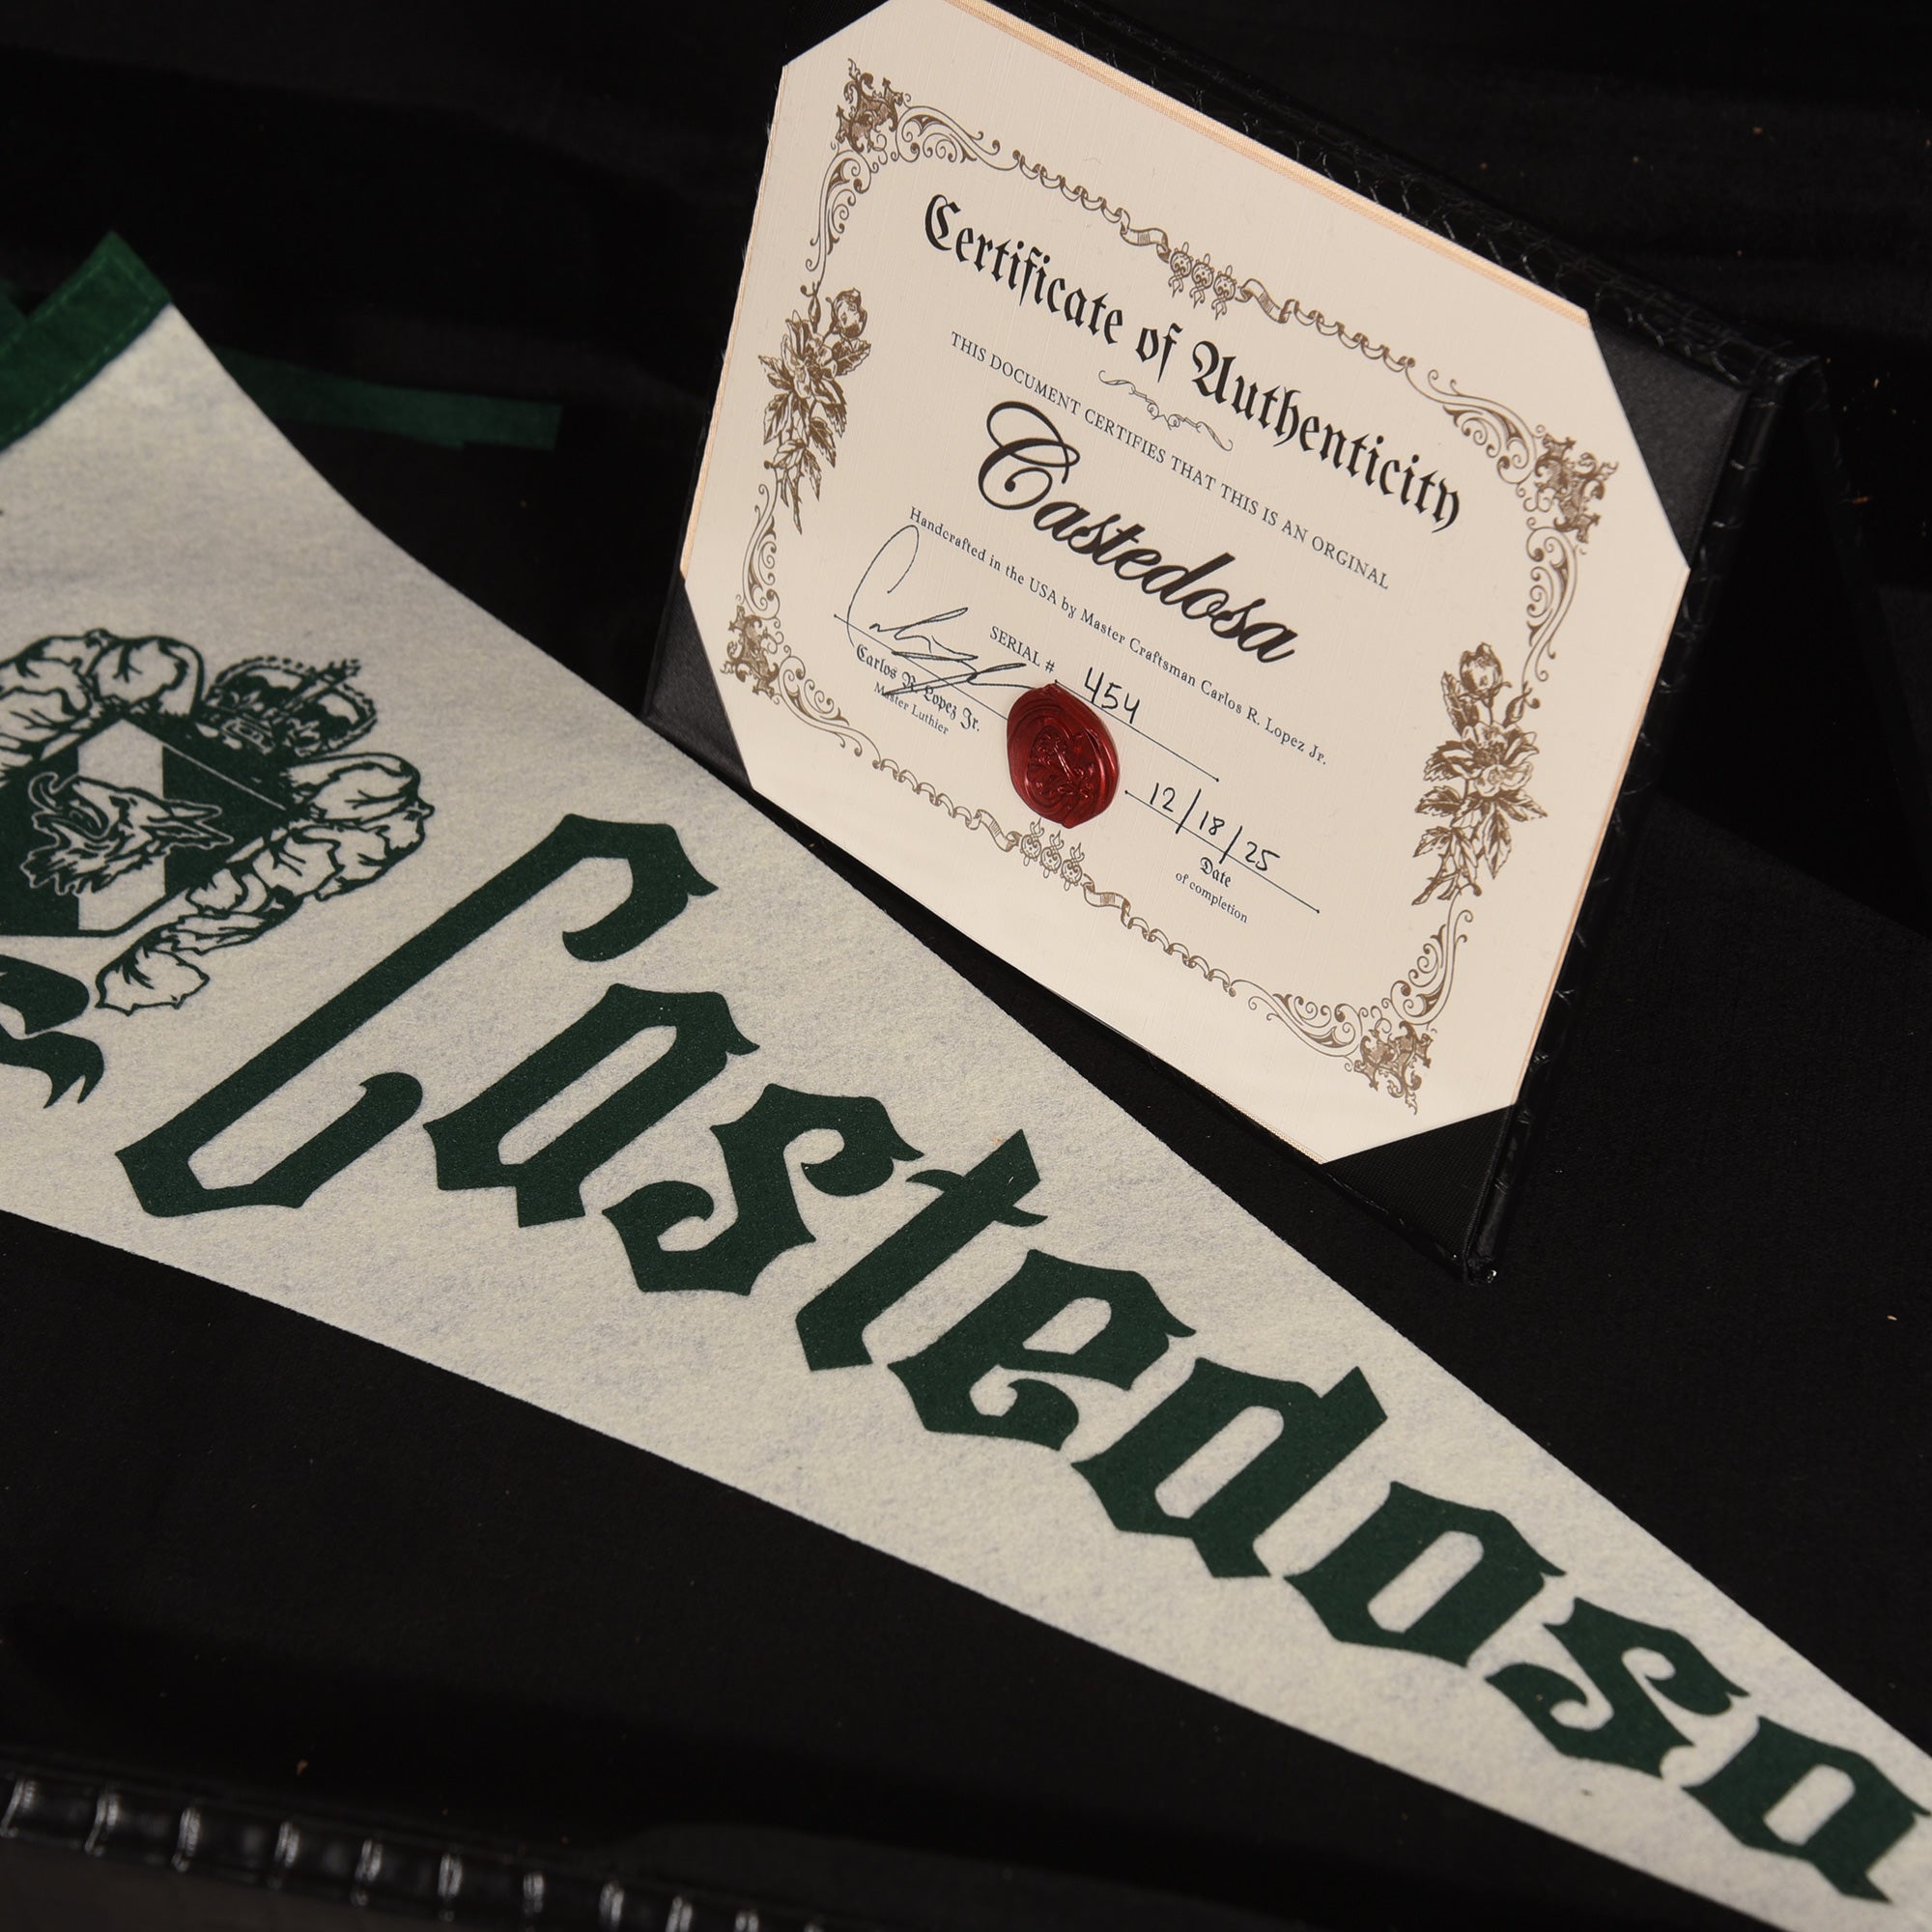 Certificate of Authenticity
THIS DOCUMENT CERTIFIES THAT THIS IS AN ORGINAL
Castedosa
Handcrafted in the USA by Master Craftsman Carlos R. Lopez Jr.
SERIAL # 454
Carlos R. Lopez Jr.
Master Luthier
12/18/25
Date
of completion
Castedosa